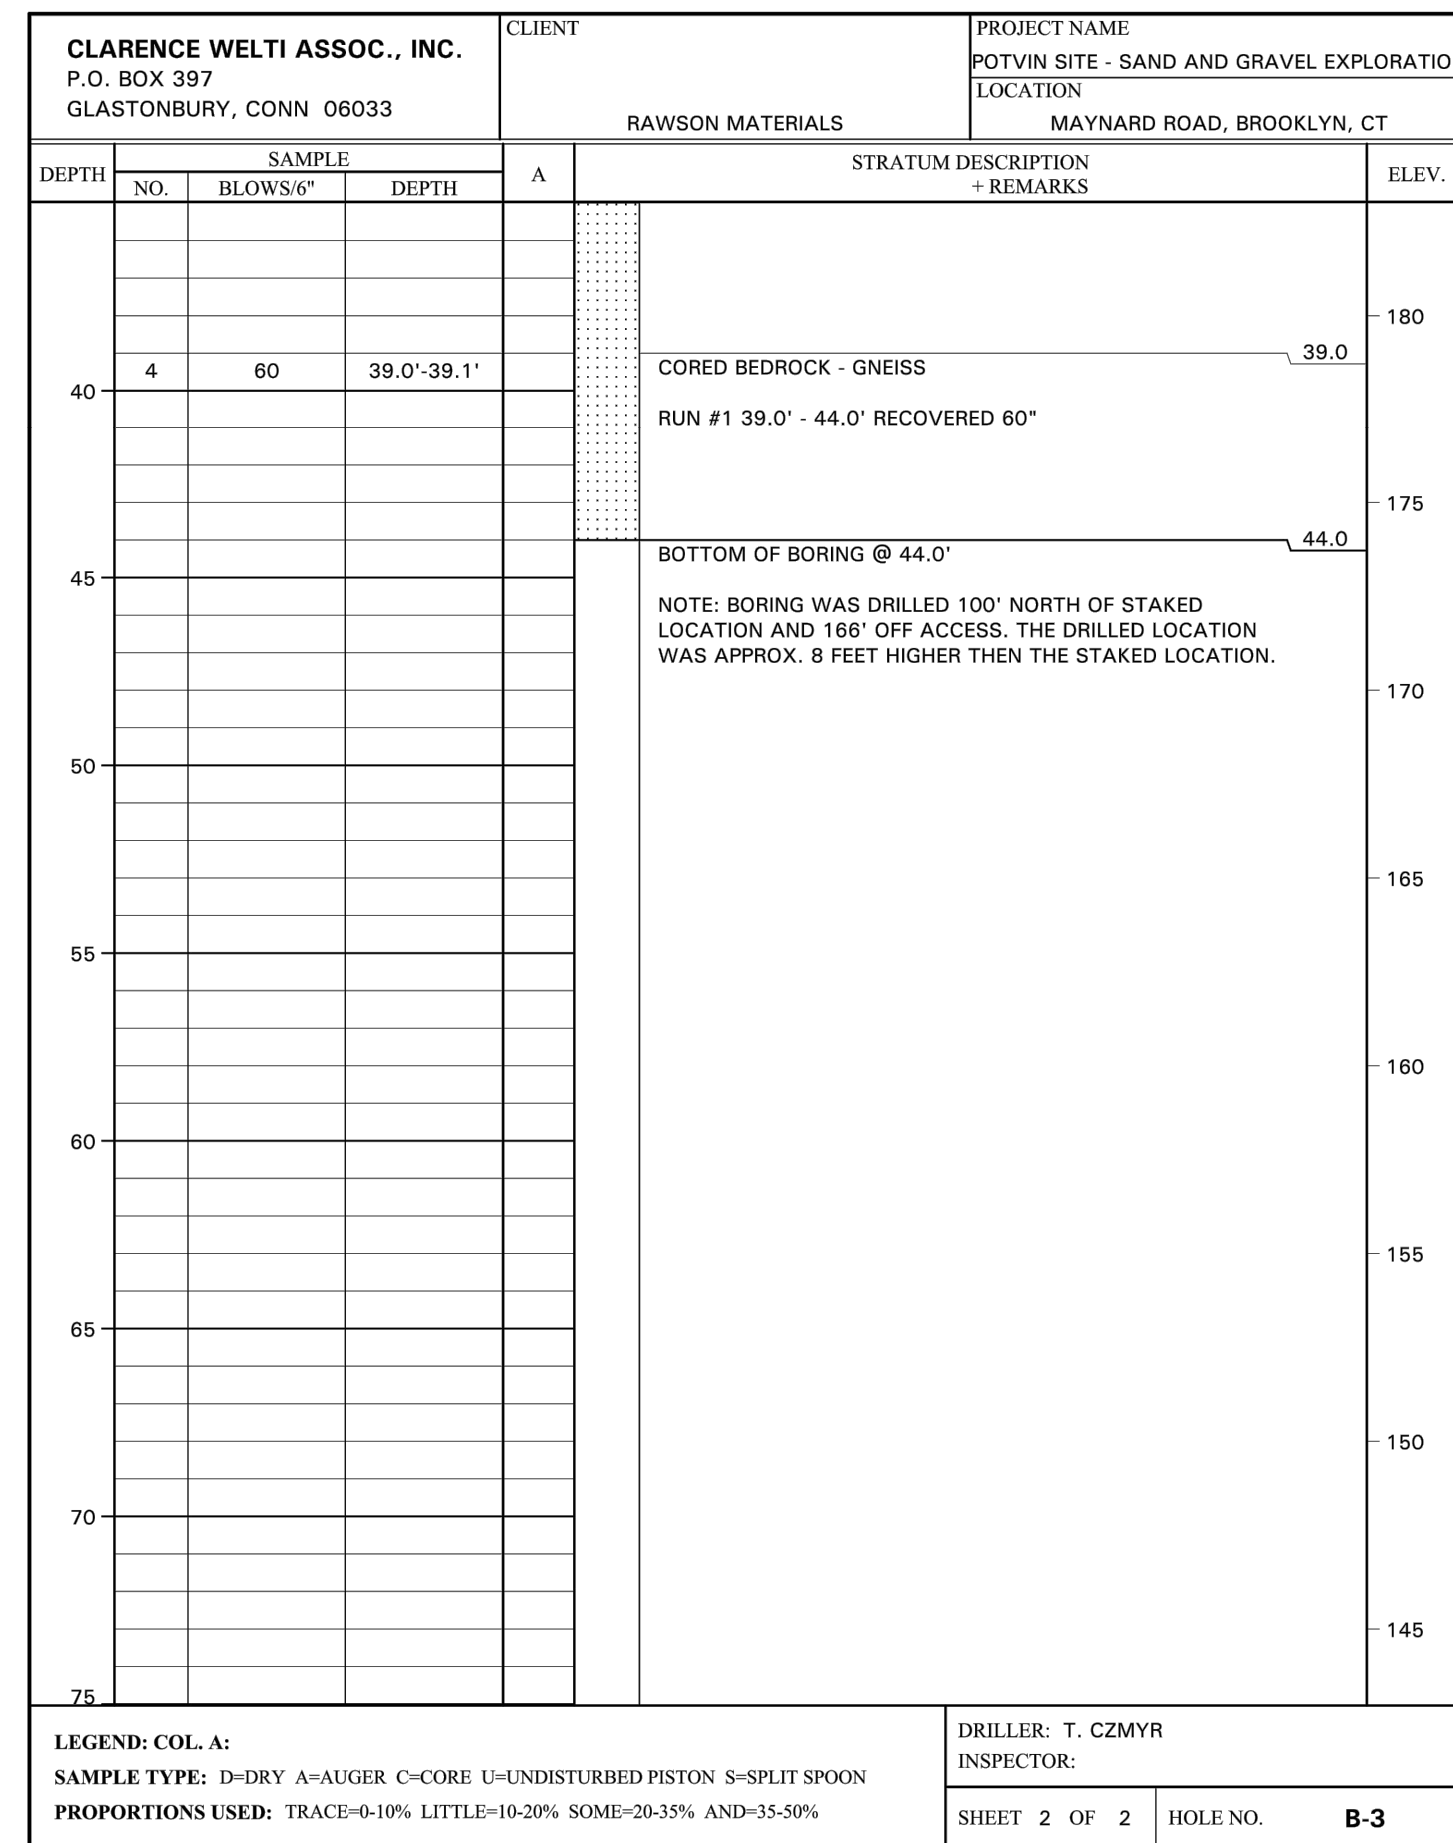 CLARENCE WELTI ASSOC., INC.
P.O. BOX 397
GLASTONBURY, CONN 06033
CLIENT
RAWSON MATERIALS
PROJECT NAME
POTVIN SITE - SAND AND GRAVEL EXPLORATIO
LOCATION
MAYNARD ROAD, BROOKLYN, CT
DEPTH
SAMPLE
NO. BLOWS/6" DEPTH
A
STRATUM DESCRIPTION
+ REMARKS
ELEV.
180
39.0
4 60 39.0'-39.1'
CORED BEDROCK - GNEISS
40
RUN #1 39.0' - 44.0' RECOVERED 60"
175
44.0
BOTTOM OF BORING @ 44.0'
45
NOTE: BORING WAS DRILLED 100' NORTH OF STAKED
LOCATION AND 166' OFF ACCESS. THE DRILLED LOCATION
WAS APPROX. 8 FEET HIGHER THEN THE STAKED LOCATION.
170
50
165
55
160
60
155
65
150
70
145
75
LEGEND: COL. A:
SAMPLE TYPE: D=DRY A=AUGER C=CORE U=UNDISTURBED PISTON S=SPLIT SPOON
PROPORTIONS USED: TRACE=0-10% LITTLE=10-20% SOME=20-35% AND=35-50%
DRILLER: T. CZMYR
INSPECTOR:
SHEET 2 OF 2
HOLE NO. B-3